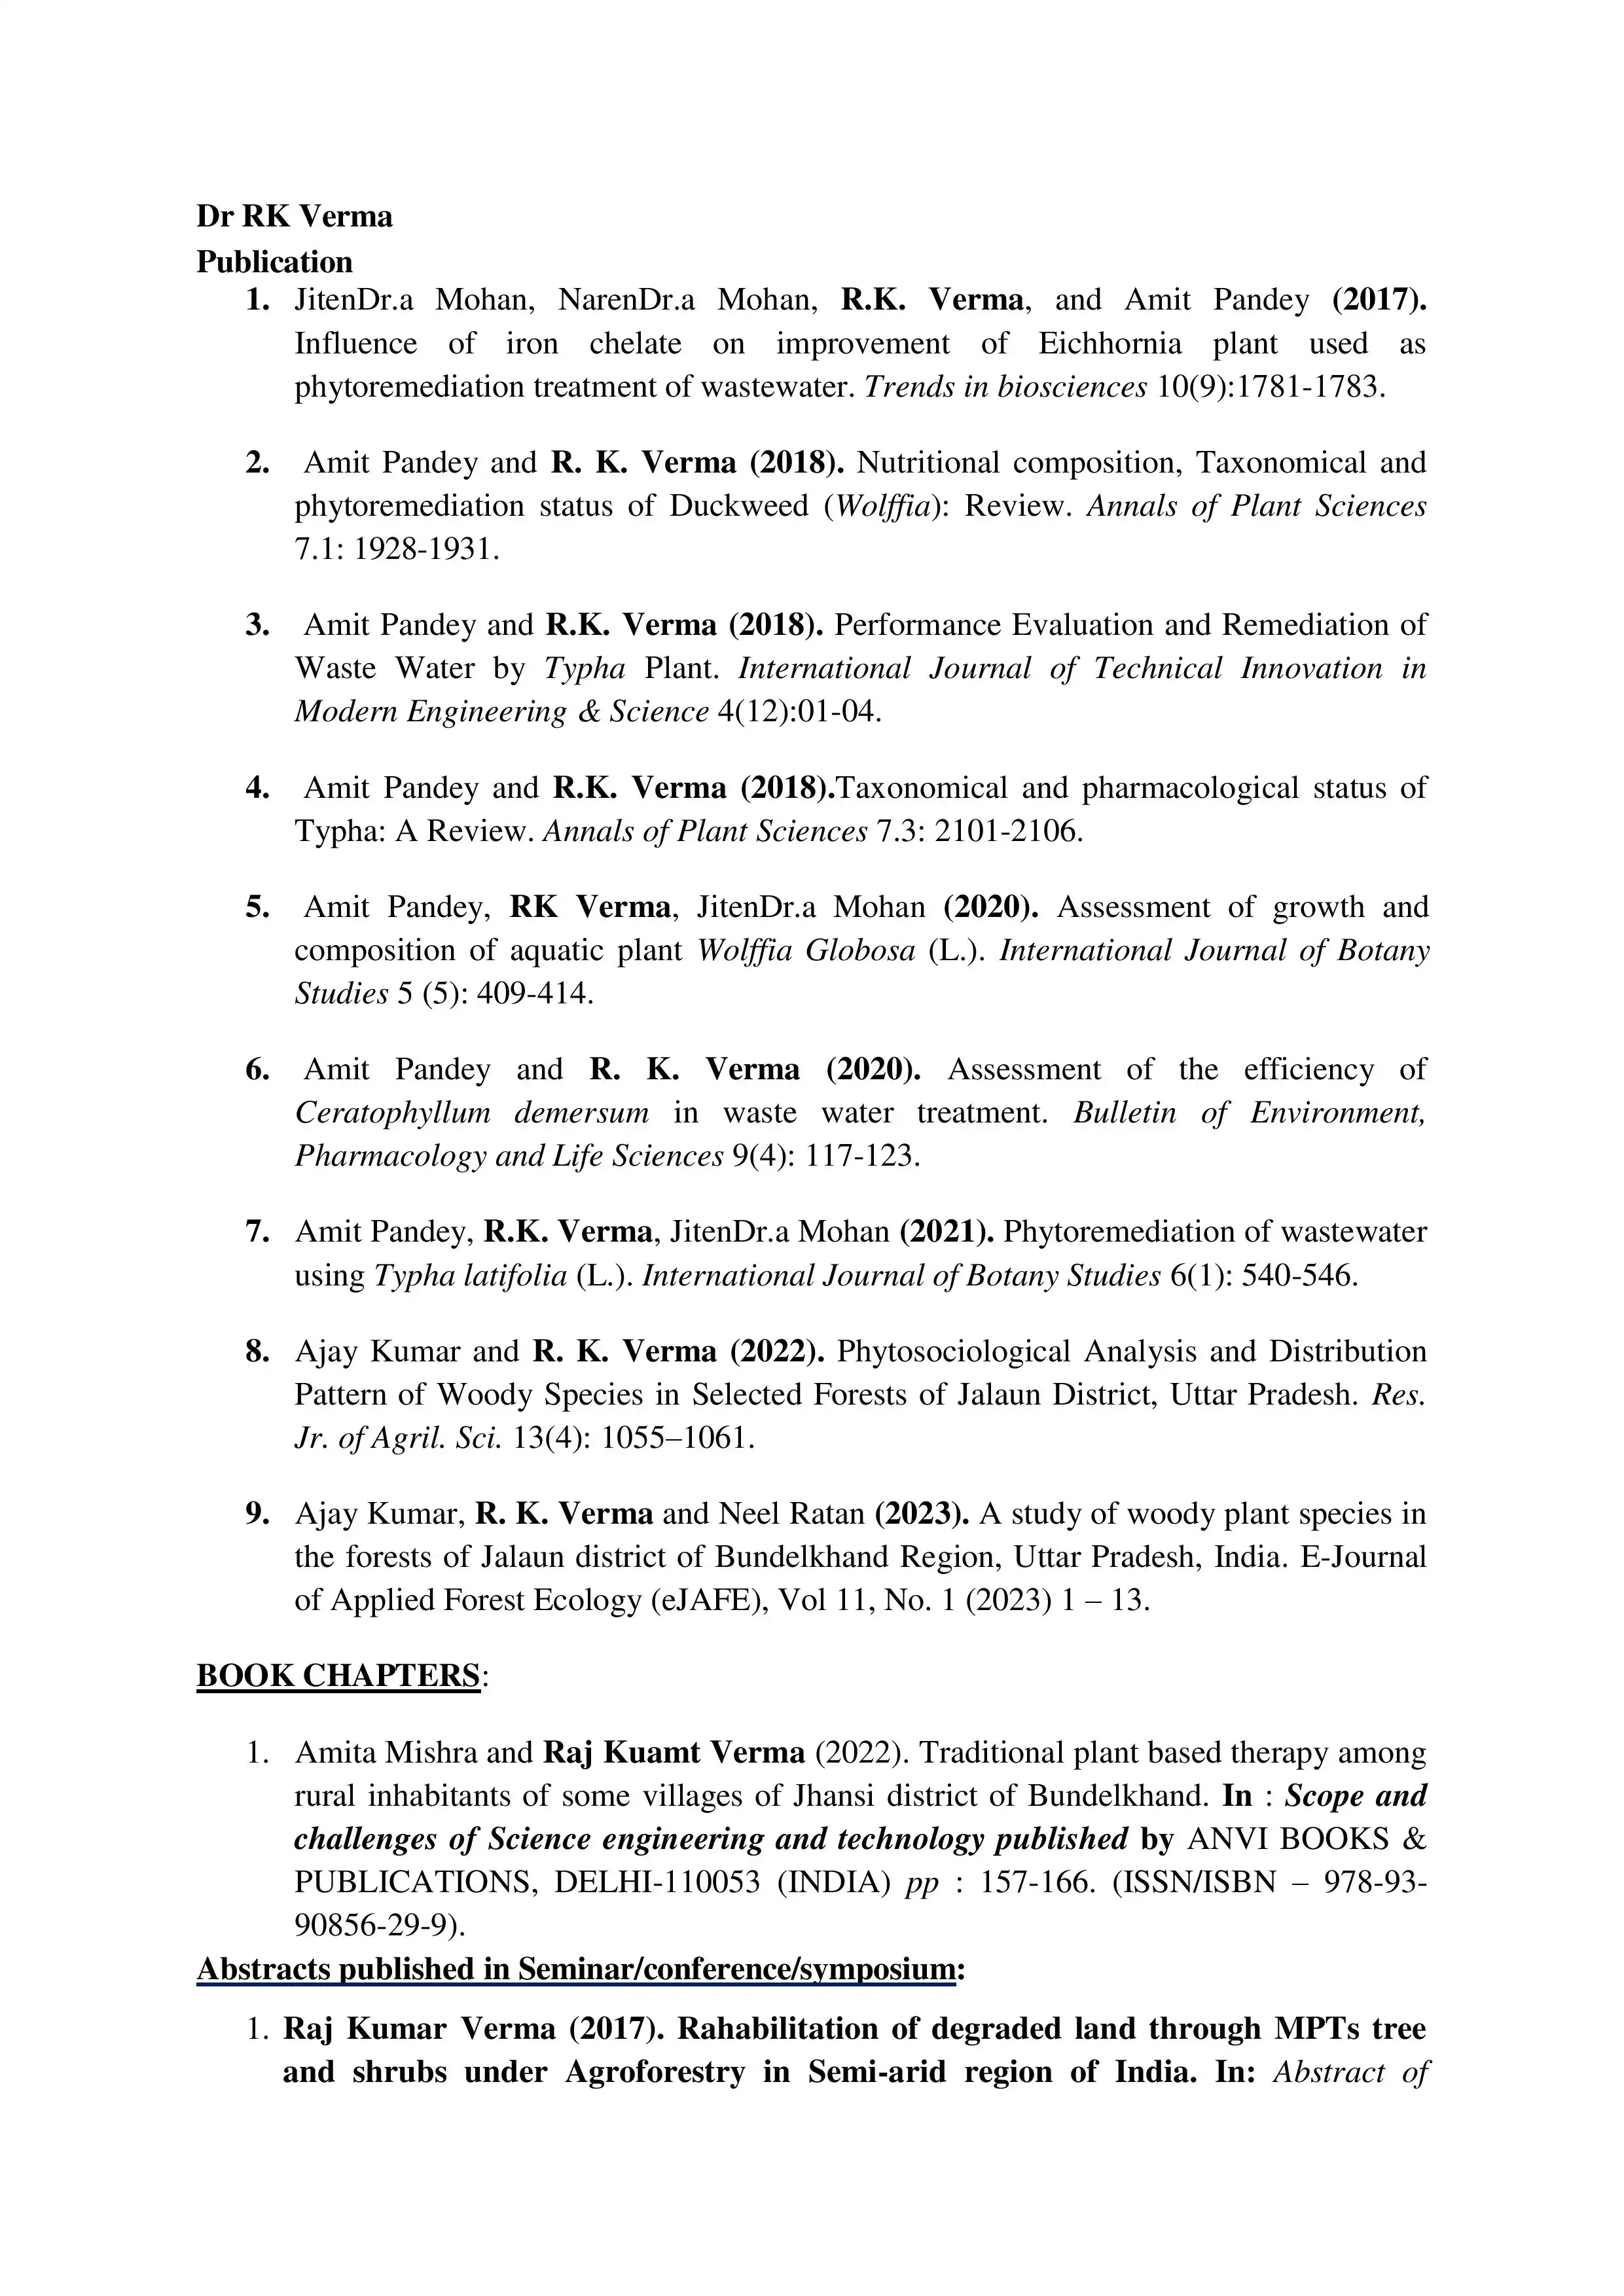 Dr RK Verma
Publication
1. JitenDr.a Mohan, NarenDr.a Mohan, R.K. Verma, and Amit Pandey (2017).
Influence of iron chelate on improvement of Eichhornia plant used as
phytoremediation treatment of wastewater. Trends in biosciences 10(9):1781-1783.
2. Amit Pandey and R. K. Verma (2018). Nutritional composition, Taxonomical and
phytoremediation status of Duckweed (Wolffia): Review. Annals of Plant Sciences
7.1: 1928-1931.
3. Amit Pandey and R.K. Verma (2018). Performance Evaluation and Remediation of
Waste Water by Typha Plant. International Journal of Technical Innovation in
Modern Engineering & Science 4(12):01-04.
4. Amit Pandey and R.K. Verma (2018).Taxonomical and pharmacological status of
Typha: A Review. Annals of Plant Sciences 7.3: 2101-2106.
5. Amit Pandey, RK Verma, JitenDr.a Mohan (2020). Assessment of growth and
composition of aquatic plant Wolffia Globosa (L.). International Journal of Botany
Studies 5 (5): 409-414.
6. Amit Pandey and R. K. Verma (2020). Assessment of the efficiency of
Ceratophyllum demersum in waste water treatment. Bulletin of Environment,
Pharmacology and Life Sciences 9(4): 117-123.
7. Amit Pandey, R.K. Verma, JitenDr.a Mohan (2021). Phytoremediation of wastewater
using Typha latifolia (L.). International Journal of Botany Studies 6(1): 540-546.
8. Ajay Kumar and R. K. Verma (2022). Phytosociological Analysis and Distribution
Pattern of Woody Species in Selected Forests of Jalaun District, Uttar Pradesh. Res.
Jr. of Agril. Sci. 13(4): 1055–1061.
9. Ajay Kumar, R. K. Verma and Neel Ratan (2023). A study of woody plant species in
the forests of Jalaun district of Bundelkhand Region, Uttar Pradesh, India. E-Journal
of Applied Forest Ecology (eJAFE), Vol 11, No. 1 (2023) 1 – 13.
BOOK CHAPTERS:
1. Amita Mishra and Raj Kuamt Verma (2022). Traditional plant based therapy among
rural inhabitants of some villages of Jhansi district of Bundelkhand. In : Scope and
challenges of Science engineering and technology published by ANVI BOOKS &
PUBLICATIONS, DELHI-110053 (INDIA) pp : 157-166. (ISSN/ISBN – 978-93-
90856-29-9).
Abstracts published in Seminar/conference/symposium:
1. Raj Kumar Verma (2017). Rahabilitation of degraded land through MPTs tree
and shrubs under Agroforestry in Semi-arid region of India. In: Abstract of